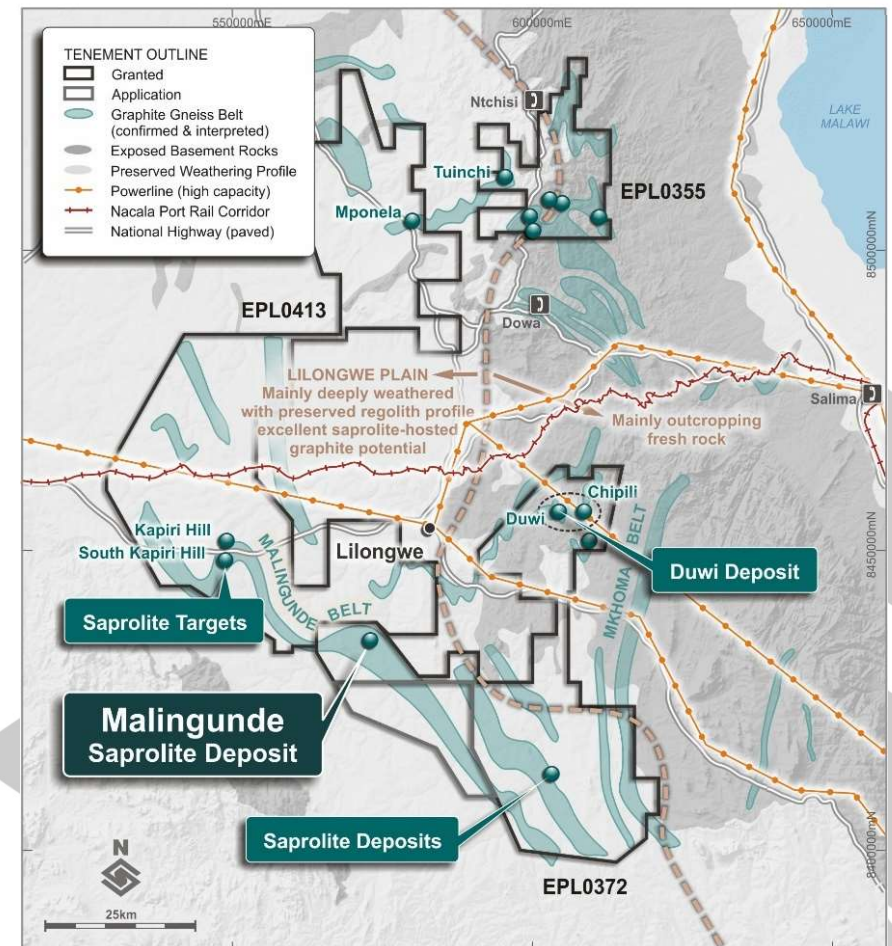 550000mE
600000mE
650000mE
TENEMENT OUTLINE
Granted
Application
Graphite Gneiss Belt
(confirmed & interpreted)
Exposed Basement Rocks
Preserved Weathering Profile
Powerline (high capacity)
Nacala Port Rail Corridor
National Highway (paved)
Ntchisi
LAKE
MALAWI
Tuinchi
EPL0355
Mponela
8500000mN
EPL0413
Dowa
LILONGWE PLAIN
Mainly deeply weathered
with preserved regolith profile
excellent saprolite-hosted
graphite potential
Mainly outcropping
fresh rock
Salima
Chipili
Duwi
Kapiri Hill
South Kapiri Hill
Lilongwe
8450000mN
MALINGUNDE BELT
MKHOMA BELT
Duwi Deposit
Saprolite Targets
Malingunde
Saprolite Deposit
Saprolite Deposits
8400000mN
N
25km
EPL0372